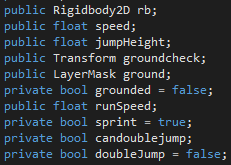 public Rigidbody2D rb;
public float speed;
public float jumpHeight;
public Transform groundcheck;
public LayerMask ground;
private bool grounded = false;
public float runSpeed;
private bool sprint = true;
private bool candoublejump;
private bool doubleJump = false;